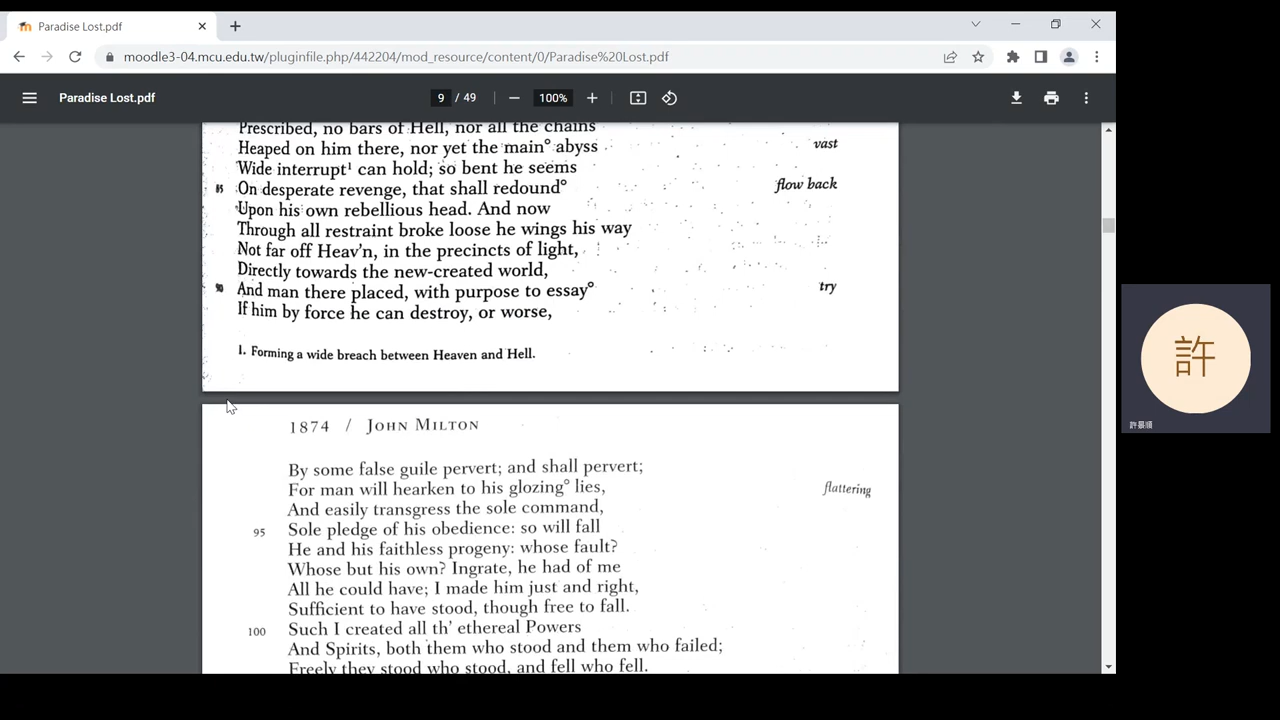 Paradise Lost.pdf
moodle3-04.mcu.edu.tw/pluginfile.php/442204/mod_resource/content/0/Paradise%20Lost.pdf
Paradise Lost.pdf
9 / 49
100%
Prescribed, no bars of Hell, nor all the chains
Heaped on him there, nor yet the main° abyss vast
Wide interrupt¹ can hold; so bent he seems
85 On desperate revenge, that shall redound° flow back
Upon his own rebellious head. And now
Through all restraint broke loose he wings his way
Not far off Heav'n, in the precincts of light,
Directly towards the new-created world,
90 And man there placed, with purpose to essay° try
If him by force he can destroy, or worse,
1. Forming a wide breach between Heaven and Hell.
1874 / JOHN MILTON
By some false guile pervert; and shall pervert;
For man will hearken to his glozing° lies, flattering
And easily transgress the sole command,
95 Sole pledge of his obedience: so will fall
He and his faithless progeny: whose fault?
Whose but his own? Ingrate, he had of me
All he could have; I made him just and right,
Sufficient to have stood, though free to fall.
100 Such I created all th' ethereal Powers
And Spirits, both them who stood and them who failed;
Freely they stood who stood, and fell who fell.
許
許景順